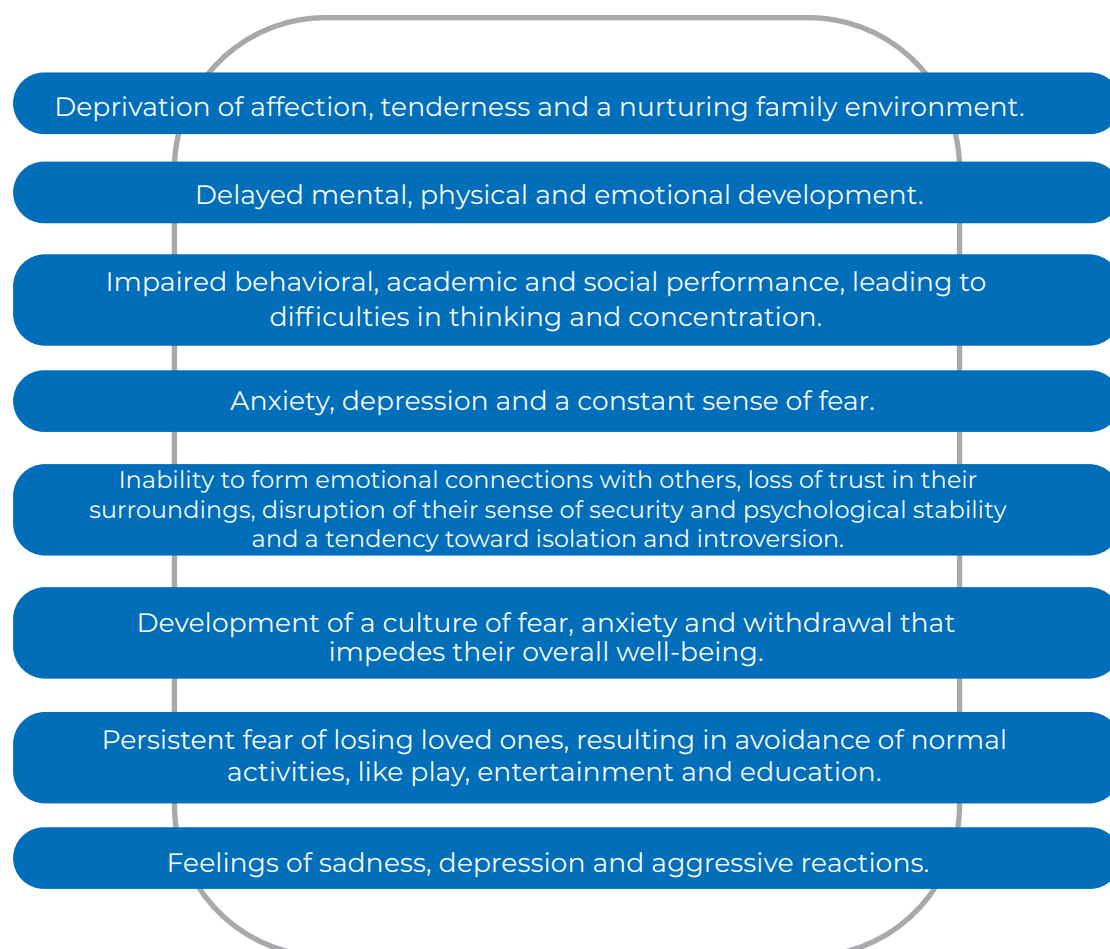 Deprivation of affection, tenderness and a nurturing family environment.
Delayed mental, physical and emotional development.
Impaired behavioral, academic and social performance, leading to
difficulties in thinking and concentration.
Anxiety, depression and a constant sense of fear.
Inability to form emotional connections with others, loss of trust in their
surroundings, disruption of their sense of security and psychological stability
and a tendency toward isolation and introversion.
Development of a culture of fear, anxiety and withdrawal that
impedes their overall well-being.
Persistent fear of losing loved ones, resulting in avoidance of normal
activities, like play, entertainment and education.
Feelings of sadness, depression and aggressive reactions.